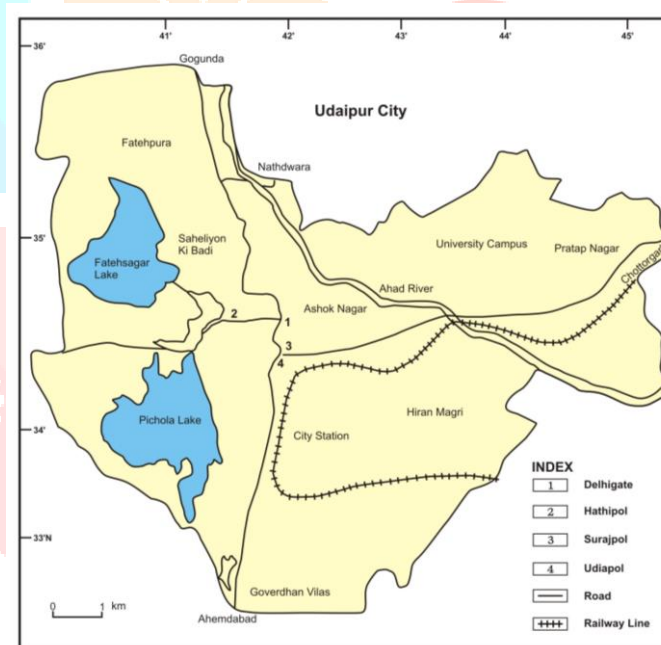 41'
42'
43'
44'
45'
36'
Gogunda
Udaipur City
Fatehpura
Nathdwara
35'
Saheliyon
Ki Badi
University Campus
Pratap Nagar
Fatehsagar
Lake
Chottorgarh
Ahad River
2
1
Ashok Nagar
3
4
34'
Pichola Lake
Hiran Magri
City Station
INDEX
1 Delhigate
2 Hathipol
33'N
3 Surajpol
4 Udiapol
Goverdhan Vilas
Road
0 1 km
Ahemdabad
Railway Line